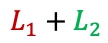 L₁ + L₂